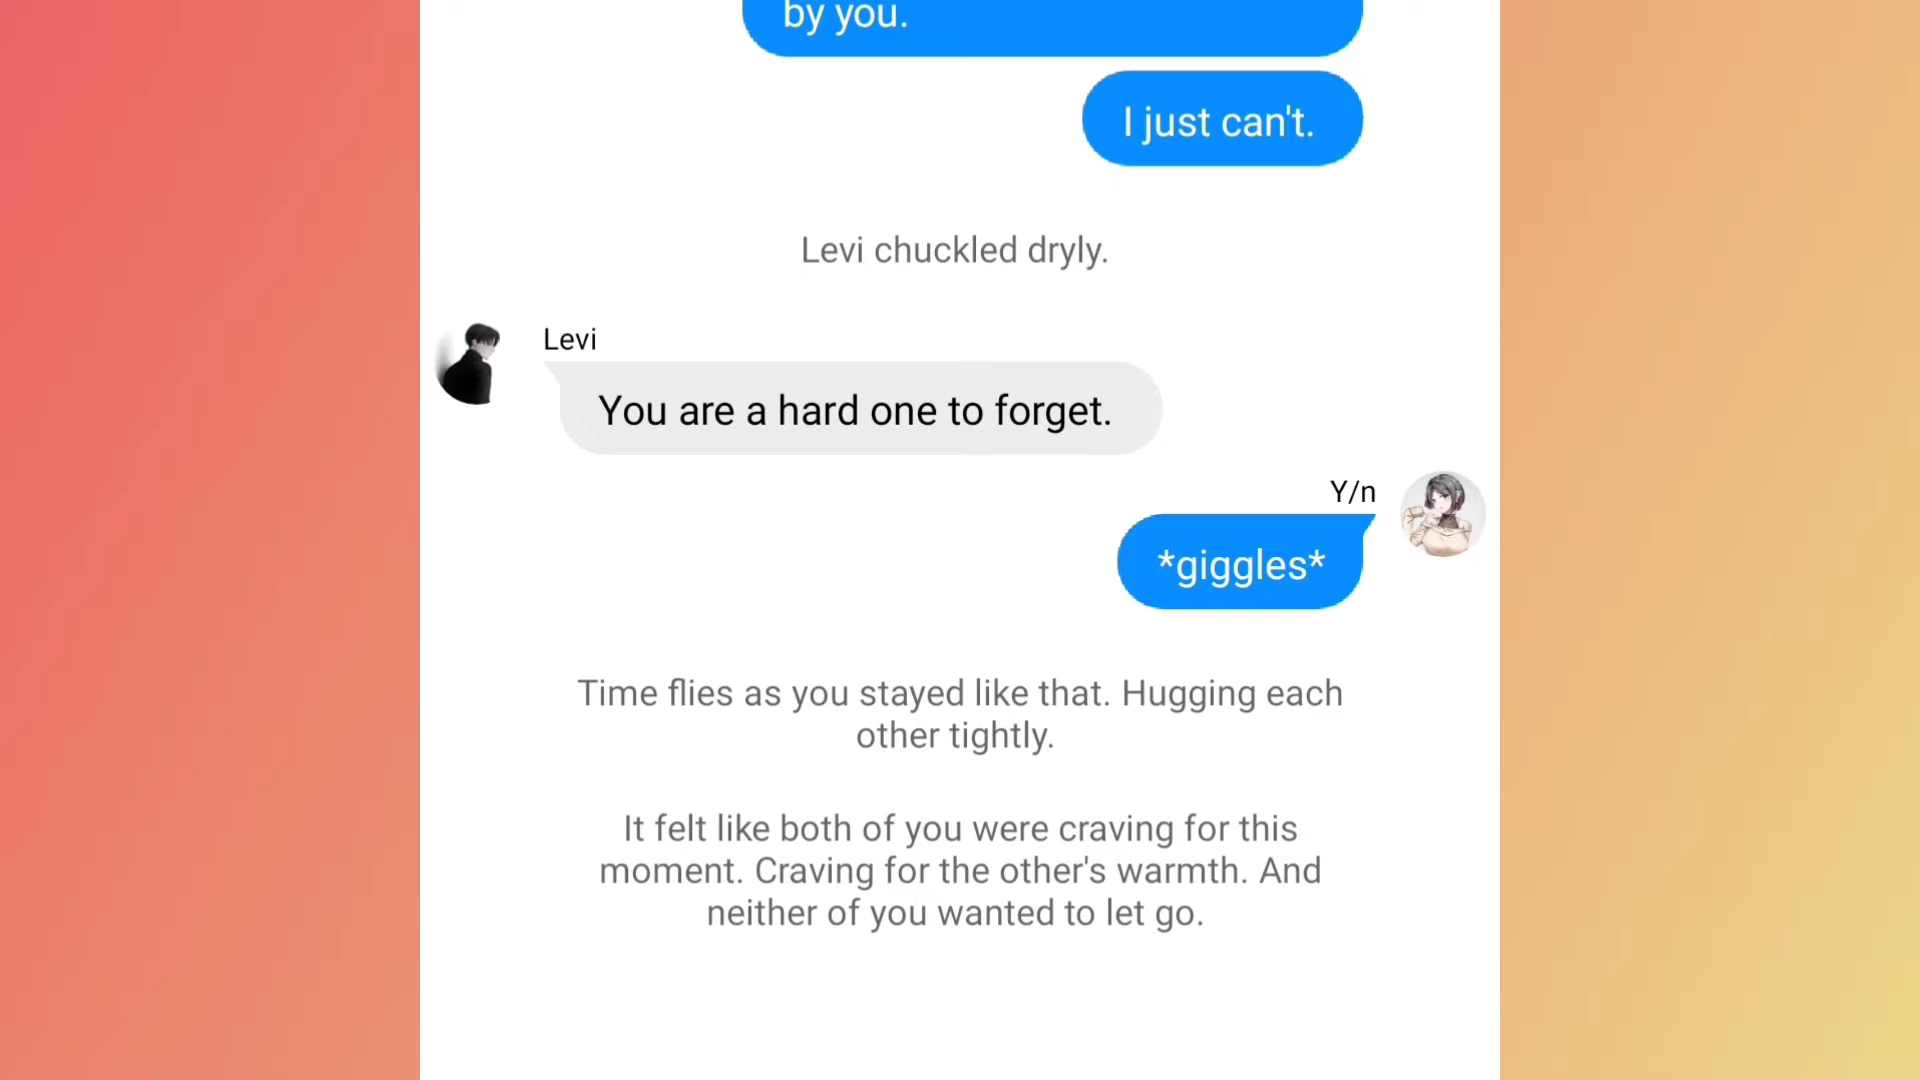 by you.
I just can't.
Levi chuckled dryly.
Levi
You are a hard one to forget.
Y/n
*giggles*
Time flies as you stayed like that. Hugging each
other tightly.
It felt like both of you were craving for this
moment. Craving for the other's warmth. And
neither of you wanted to let go.